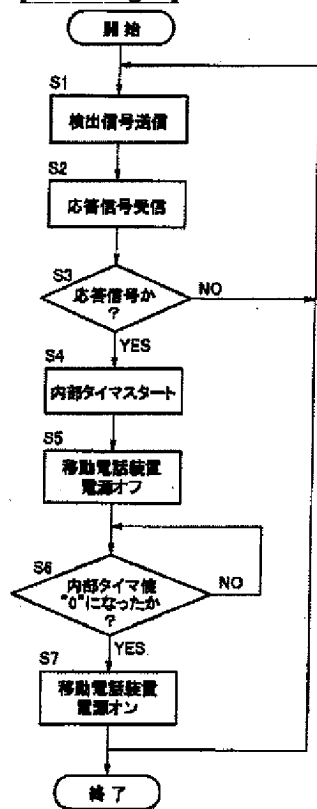 開始
S1
検出信号送信
S2
応答信号受信
S3
応答信号か
?
NO
YES
S4
内部タイマスタート
S5
移動電話装置
電源オフ
S6
内部タイマ値
"0"になったか
?
NO
YES
S7
移動電話装置
電源オン
終了